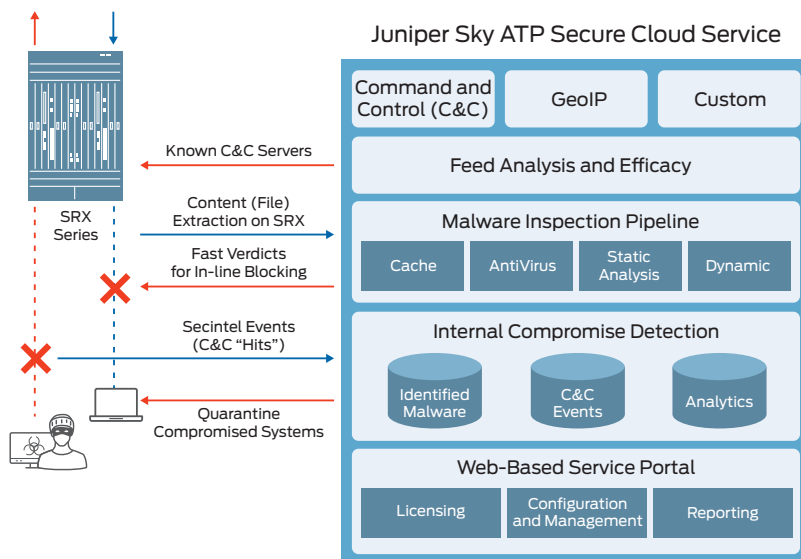 Juniper Sky ATP Secure Cloud Service
Command and
Control (C&C)
GeoIP
Custom
Known C&C Servers
Feed Analysis and Efficacy
SRX
Series
Content (File)
Extraction on SRX
Malware Inspection Pipeline
Cache
AntiVirus
Static
Analysis
Dynamic
Fast Verdicts
for In-line Blocking
Secintel Events
(C&C “Hits”)
Internal Compromise Detection
Identified
Malware
C&C
Events
Analytics
Quarantine
Compromised Systems
Web-Based Service Portal
Licensing
Configuration
and Management
Reporting